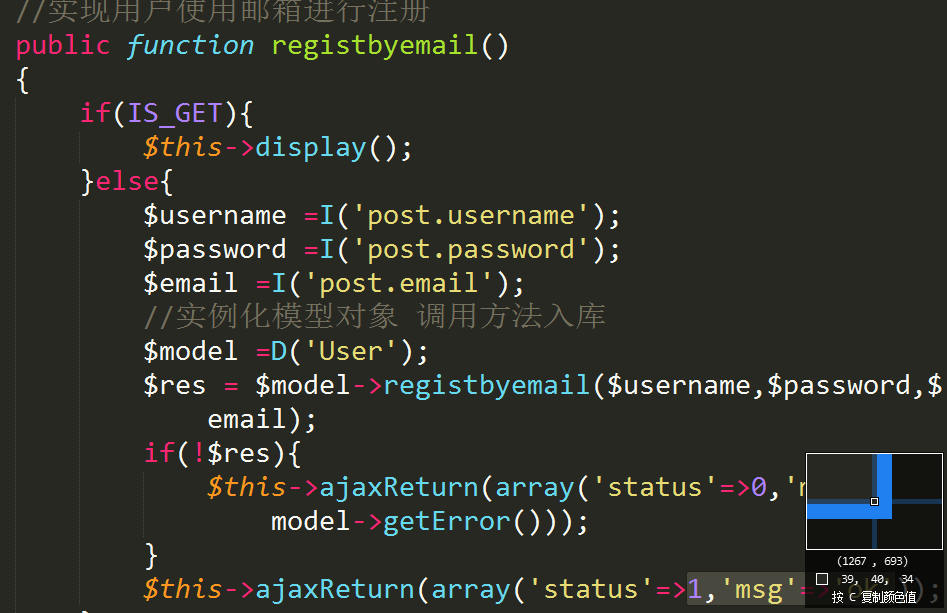 //实现用户使用邮箱进行注册
public function registbyemail()
{
if(IS_GET){
$this->display();
}else{
$username =I('post.username');
$password =I('post.password');
$email =I('post.email');
//实例化模型对象 调用方法入库
$model =D('User');
$res = $model->registbyemail($username,$password,$
email);
if(!$res){
$this->ajaxReturn(array('status'=>0,'
model->getError()));
}
$this->ajaxReturn(array('status'=>1,'msg'=>
(1267 , 693)
39, 40, 34
按 C 复制颜色值